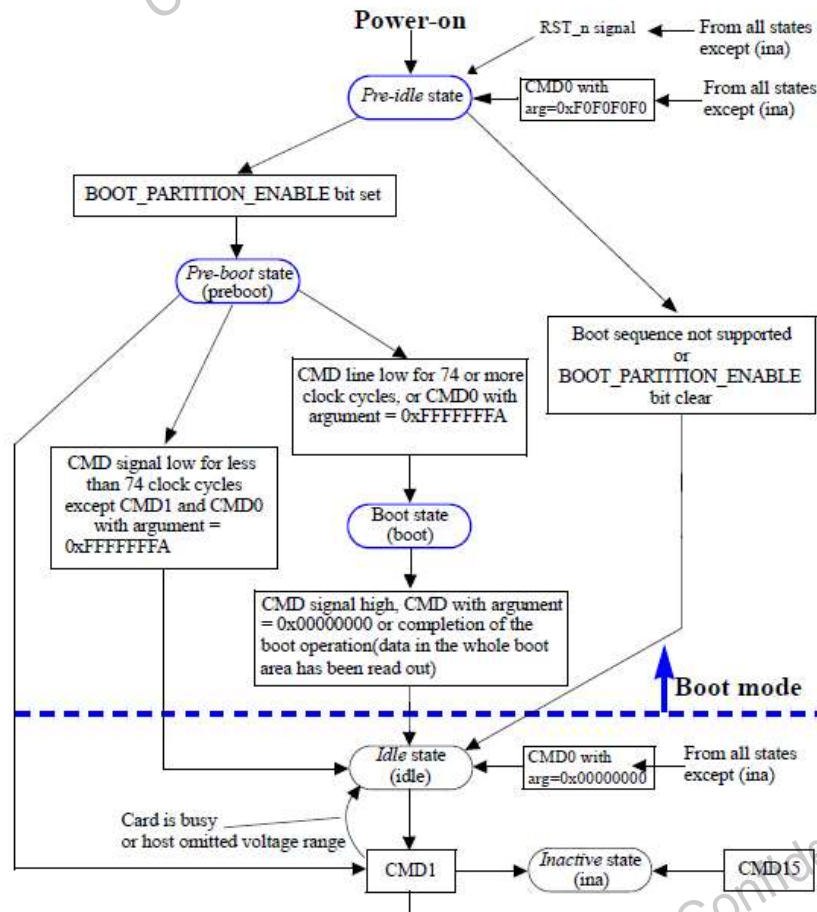 Power-on
RST_n signal
From all states
except (ina)
Pre-idle state
CMD0 with
arg=0xF0F0F0F0
From all states
except (ina)
BOOT_PARTITION_ENABLE bit set
Pre-boot state
(preboot)
Boot sequence not supported
or
BOOT_PARTITION_ENABLE
bit clear
CMD line low for 74 or more
clock cycles, or CMD0 with
argument = 0xFFFFFFFA
CMD signal low for less
than 74 clock cycles
except CMD1 and CMD0
with argument =
0xFFFFFFFA
Boot state
(boot)
CMD signal high, CMD with argument
= 0x00000000 or completion of the
boot operation(data in the whole boot
area has been read out)
Boot mode
Idle state
(idle)
CMD0 with
arg=0x00000000
From all states
except (ina)
Card is busy
or host omitted voltage range
CMD1
Inactive state
(ina)
CMD15